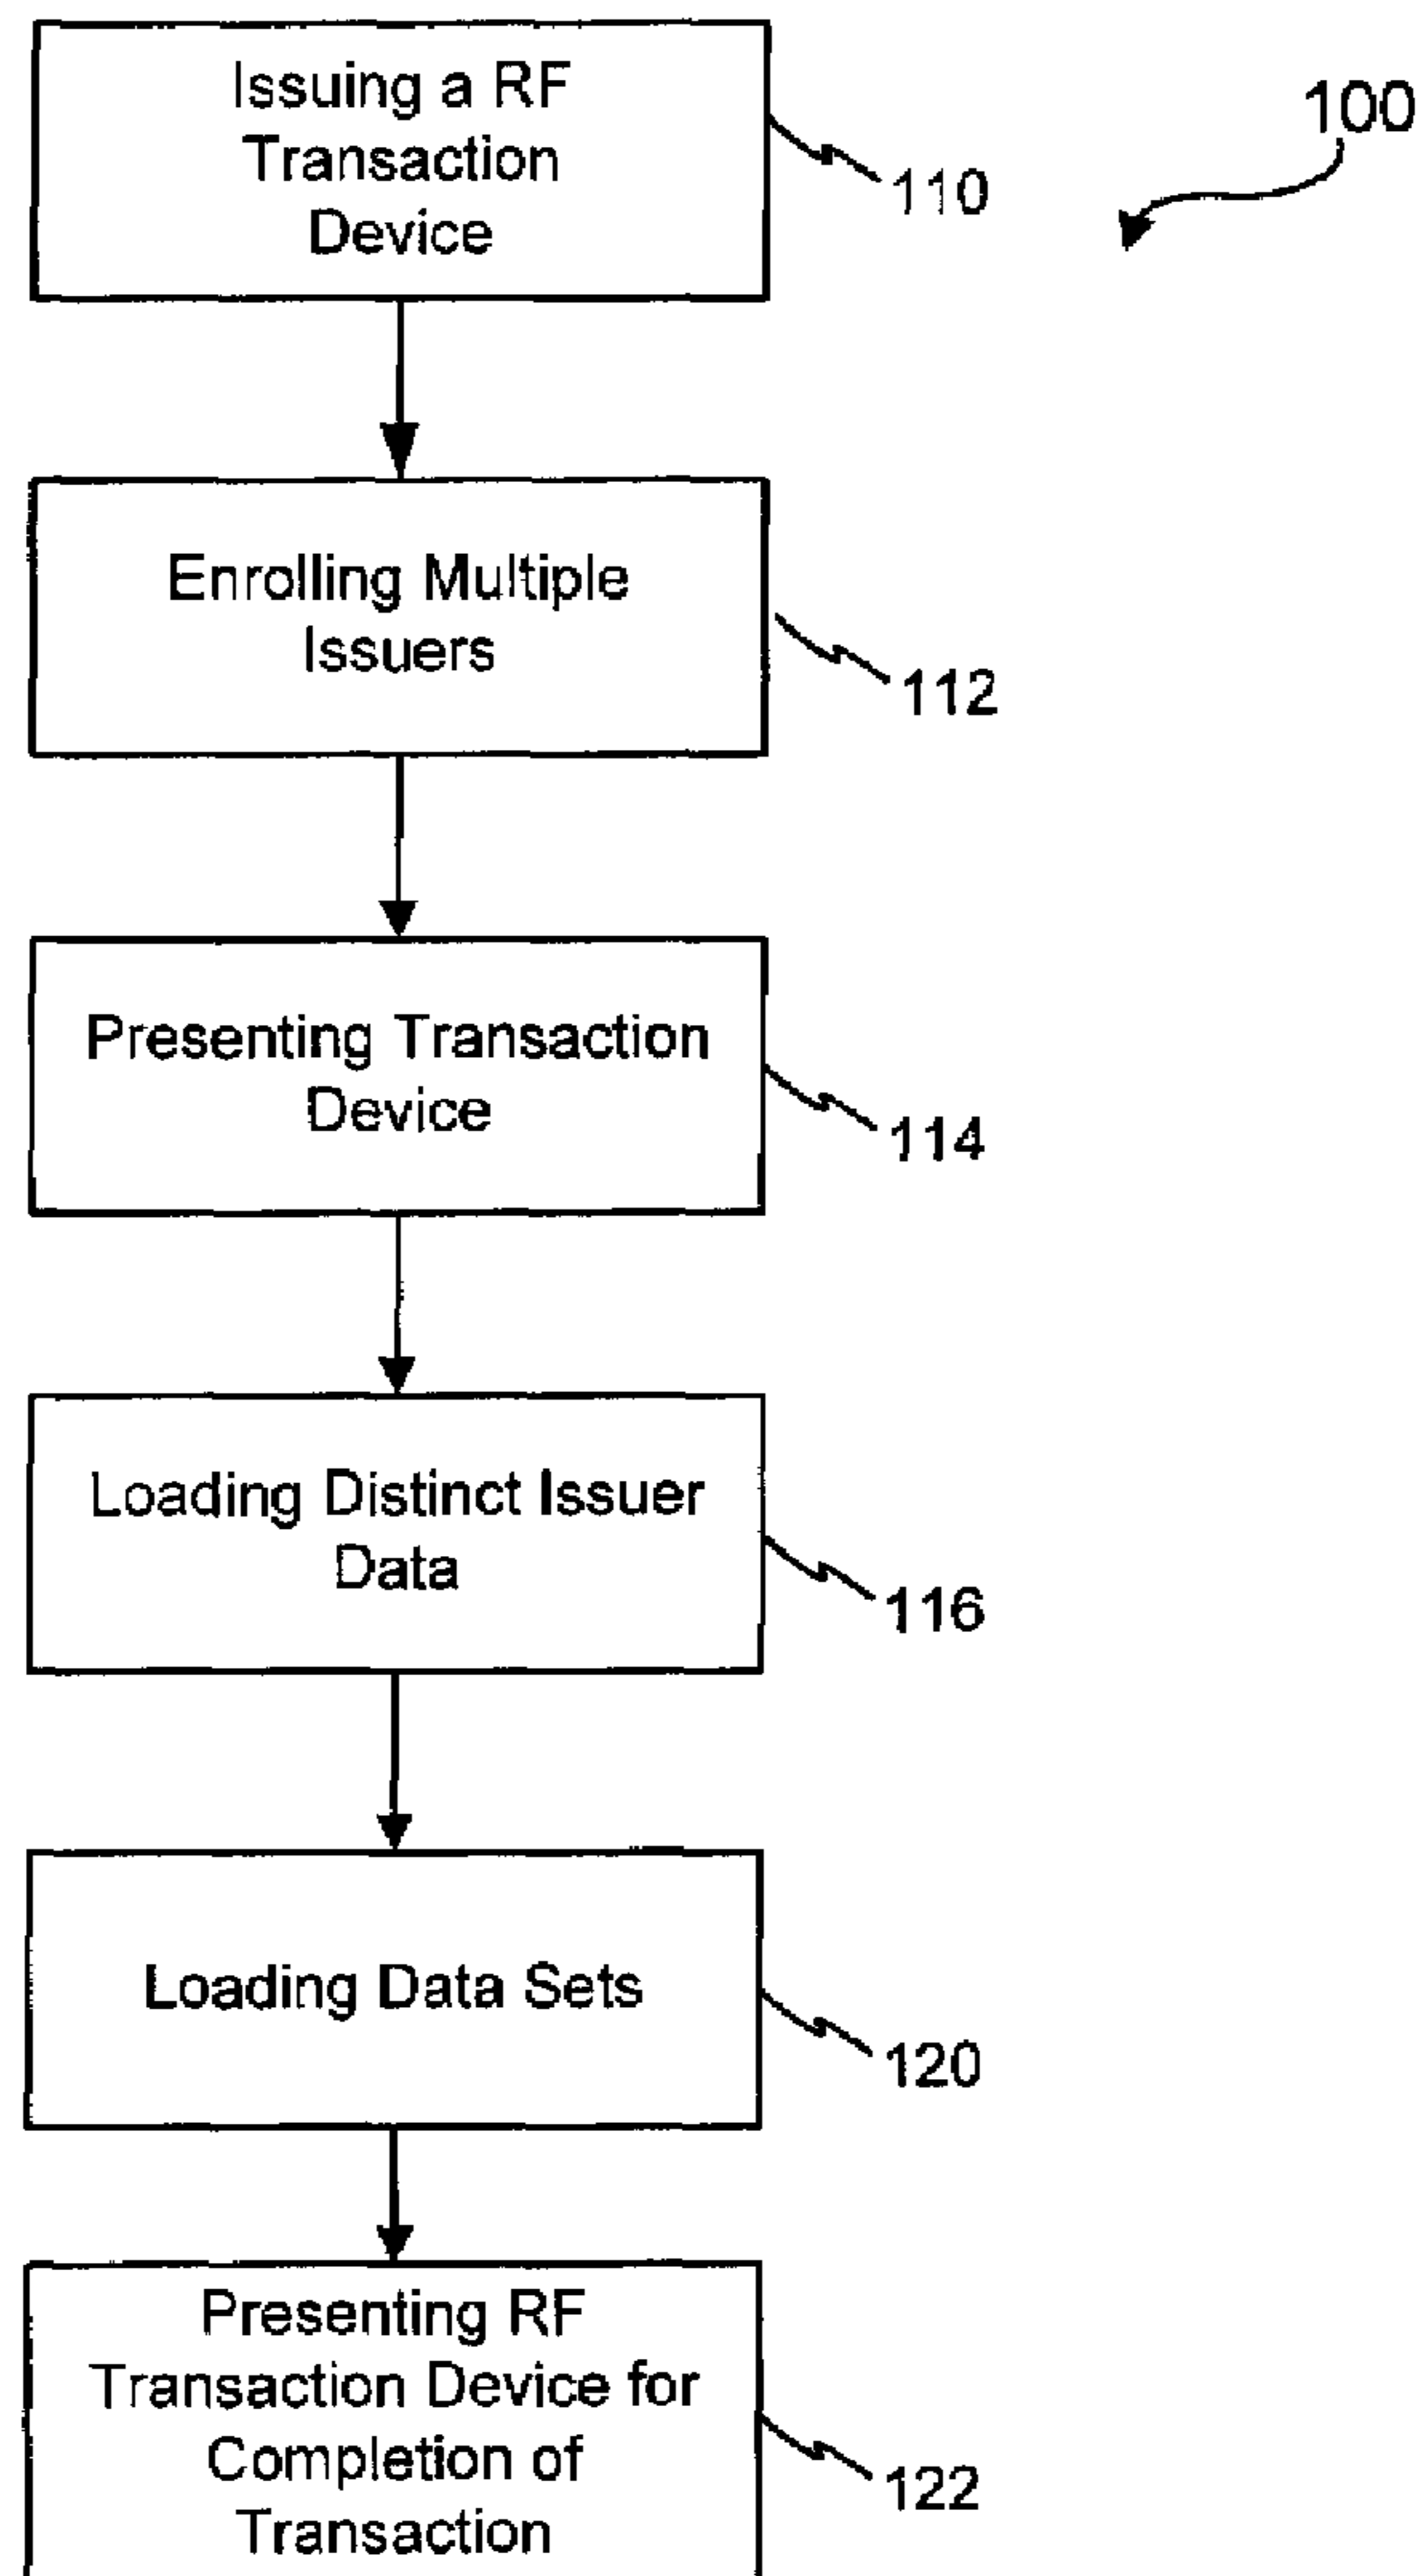 Issuing a RF
Transaction
Device
100
110
Enrolling Multiple
Issuers
112
Presenting Transaction
Device
114
Loading Distinct Issuer
Data
116
Loading Data Sets
120
Presenting RF
Transaction Device for
Completion of
Transaction
122